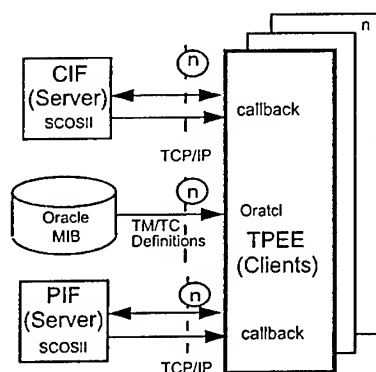 n
n
CIF
(Server)
SCOSII
callback
TCP/IP
n
Oracle
MIB
TM/TC
Definitions
Oratcl
TPEE
(Clients)
n
PIF
(Server)
SCOSII
callback
TCP/IP